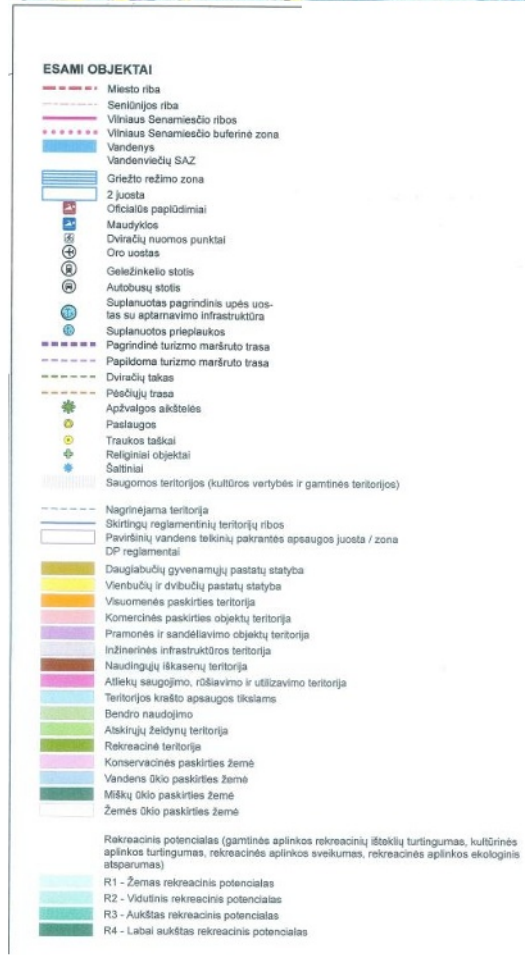 ESAMI OBJEKTAI
Miesto riba
Seniūnijos riba
Vilniaus Senamiesčio ribos
Vilniaus Senamiesčio buferinė zona
Vandenys
Vandenviečių SAZ
Griežto režimo zona
2 juosta
Oficialūs paplūdimiai
Maudyklos
Dviračių nuomos punktai
Oro uostas
Geležinkelio stotis
Autobusų stotis
Suplanuotas pagrindinis upės uos-
tas su aptarnavimo infrastruktūra
Suplanuotos prieplaukos
Pagrindinė turizmo maršruto trasa
Papildoma turizmo maršruto trasa
Dviračių takas
Pėsčiųjų trasa
Apžvalgos aikštelės
Paslaugos
Traukos taškai
Religiniai objektai
Šaltiniai
Saugomos teritorijos (kultūros vertybės ir gamtinės teritorijos)
Nagrinėjama teritorija
Skirtingų reglamentinių teritorijų ribos
Paviršinių vandens telkinių pakrantės apsaugos juosta / zona
DP reglamentai
Daugiabučių gyvenamųjų pastatų statyba
Vienbučių ir dvibučių pastatų statyba
Visuomenės paskirties teritorija
Komercinės paskirties objektų teritorija
Pramonės ir sandėliavimo objektų teritorija
Inžinerinės infrastruktūros teritorija
Naudingųjų iškasenų teritorija
Atliekų saugojimo, rūšiavimo ir utilizavimo teritorija
Teritorijos krašto apsaugos tikslams
Bendro naudojimo
Atskirųjų želdynų teritorija
Rekreacinė teritorija
Konservacinės paskirties žemė
Vandens ūkio paskirties žemė
Miškų ūkio paskirties žemė
Žemės ūkio paskirties žemė
Rekreacinis potencialas (gamtinės aplinkos rekreacinių išteklių turtingumas, kultūrinės
aplinkos turtingumas, rekreacinės aplinkos sveikumas, rekreacinės aplinkos ekologinis
atsparumas)
R1 - Žemas rekreacinis potencialas
R2 - Vidutinis rekreacinis potencialas
R3 - Aukštas rekreacinis potencialas
R4 - Labai aukštas rekreacinis potencialas